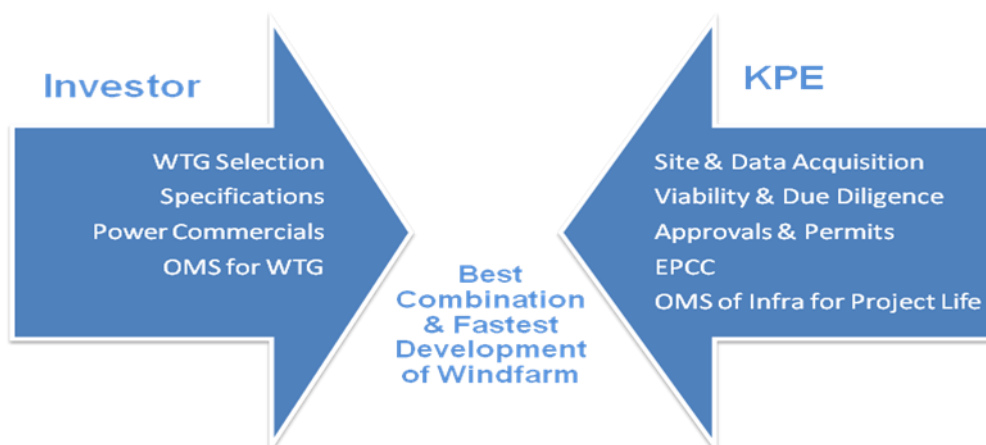 Investor
WTG Selection
Specifications
Power Commercials
OMS for WTG
Best
Combination
& Fastest
Development
of Windfarm
KPE
Site & Data Acquisition
Viability & Due Diligence
Approvals & Permits
EPCC
OMS of Infra for Project Life